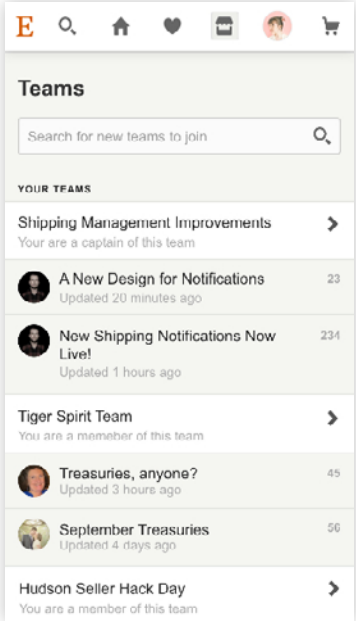 E
Teams
Search for new teams to join
YOUR TEAMS
Shipping Management Improvements
Your are a captain of this team
A New Design for Notifications
23
Updated 20 minutes ago
New Shipping Notifications Now
234
Live!
Updated 1 hours ago
Tiger Spirit Team
You are a memeber of this team
Treasuries, anyone?
45
Updated 3 hours ago
September Treasuries
56
Updated 4 days ago
Hudson Seller Hack Day
You are a member of this team